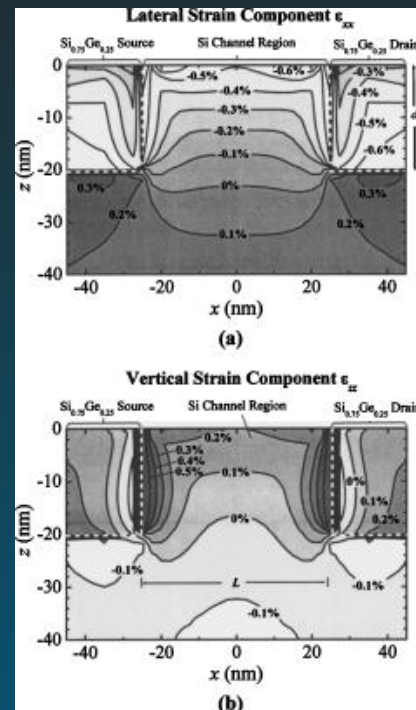 Lateral Strain Component ε_xx
Si0.75Ge0.25 Source Si Channel Region Si0.75Ge0.25 Drain
0
-10
-20
-30
-40
z (nm)
-0.5% -0.6% -0.3%
-0.4% -0.4%
-0.3% -0.5%
-0.2%
-0.1% -0.6%
0.3% 0% 0.3%
0.2% 0.1% 0.2%
-40 -20 0 20 40
x (nm)
(a)
Vertical Strain Component ε_zz
Si0.75Ge0.25 Source Si Channel Region Si0.75Ge0.25 Drain
0
-10
-20
-30
-40
z (nm)
0.2%
0.3%
0.4% 0.1% 0%
0.5% 0.1%
0% 0.2%
-0.1% L -0.1%
-0.1%
-40 -20 0 20 40
x (nm)
(b)